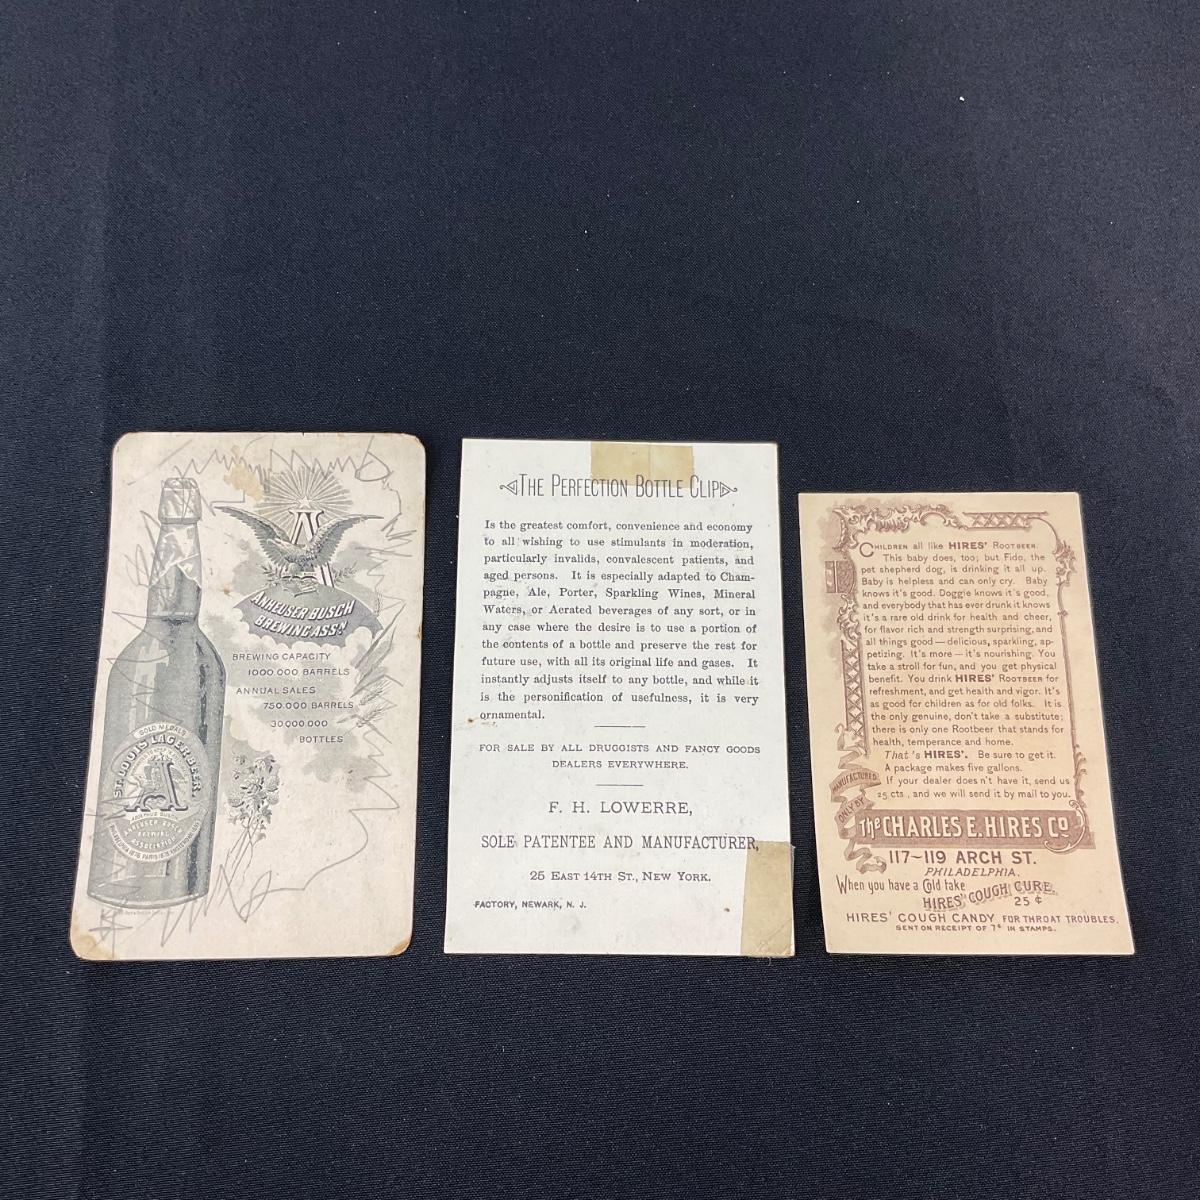 A
ANHEUSER BUSCH
BREWING ASS'N
BREWING CAPACITY
1000.000 BARRELS
ANNUAL SALES
750.000 BARRELS
30,000.000
BOTTLES
GOLD MEDALS
ST. LOUIS LAGER BEER.
A
ADOLPHUS BUSCH
ANHEUSER BUSCH
BREWING
ASSOCIATION
THE PERFECTION BOTTLE CLIP
Is the greatest comfort, convenience and economy
to all wishing to use stimulants in moderation,
particularly invalids, convalescent patients, and
aged persons. It is especially adapted to Cham-
pagne, Ale, Porter, Sparkling Wines, Mineral
Waters, or Aerated beverages of any sort, or in
any case where the desire is to use a portion of
the contents of a bottle and preserve the rest for
future use, with all its original life and gases. It
instantly adjusts itself to any bottle, and while it
is the personification of usefulness, it is very
ornamental.
FOR SALE BY ALL DRUGGISTS AND FANCY GOODS
DEALERS EVERYWHERE.
F. H. LOWERRE,
SOLE PATENTEE AND MANUFACTURER,
25 EAST 14TH ST., NEW YORK.
FACTORY, NEWARK, N. J.
CHILDREN all like HIRES' ROOTBEER.
This baby does, too; but Fido, the
pet shepherd dog, is drinking it all up.
Baby is helpless and can only cry. Baby
knows it's good. Doggie knows it's good,
and everybody that has ever drunk it knows
it's a rare old drink for health and cheer,
for flavor rich and strength surprising, and
all things good—delicious, sparkling, ap-
petizing. It's more—it's nourishing. You
take a stroll for fun, and you get physical
benefit. You drink HIRES' ROOTBEER for
refreshment, and get health and vigor. It's
as good for children as for old folks. It is
the only genuine, don't take a substitute;
there is only one Rootbeer that stands for
health, temperance and home.
That's HIRES'. Be sure to get it.
A package makes five gallons.
If your dealer does n't have it, send us
25 cts., and we will send it by mail to you.
MANUFACTURED
ONLY BY
The CHARLES E. HIRES CO.
117~119 ARCH ST.
PHILADELPHIA.
When you have a Cold take
HIRES' COUGH CURE.
25 ¢
HIRES' COUGH CANDY FOR THROAT TROUBLES.
SENT ON RECEIPT OF 7¢ IN STAMPS.